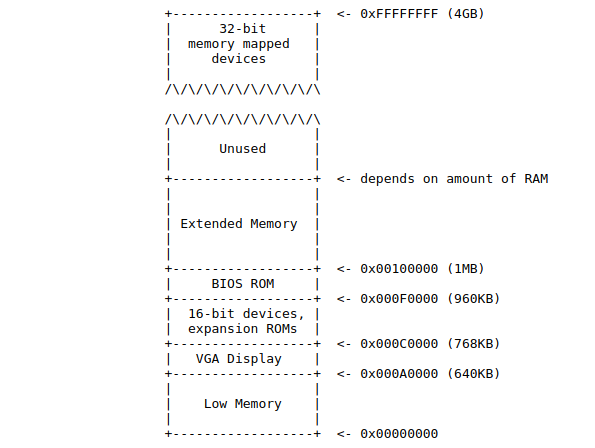 +------------------+  <- 0xFFFFFFFF (4GB)
|      32-bit      |
|  memory mapped   |
|     devices      |
|                  |
/\/\/\/\/\/\/\/\/\/\

/\/\/\/\/\/\/\/\/\/\
|                  |
|      Unused      |
|                  |
+------------------+  <- depends on amount of RAM
|                  |
|                  |
| Extended Memory  |
|                  |
|                  |
+------------------+  <- 0x00100000 (1MB)
|     BIOS ROM     |
+------------------+  <- 0x000F0000 (960KB)
|  16-bit devices, |
|  expansion ROMs  |
+------------------+  <- 0x000C0000 (768KB)
|   VGA Display    |
+------------------+  <- 0x000A0000 (640KB)
|                  |
|    Low Memory    |
|                  |
+------------------+  <- 0x00000000